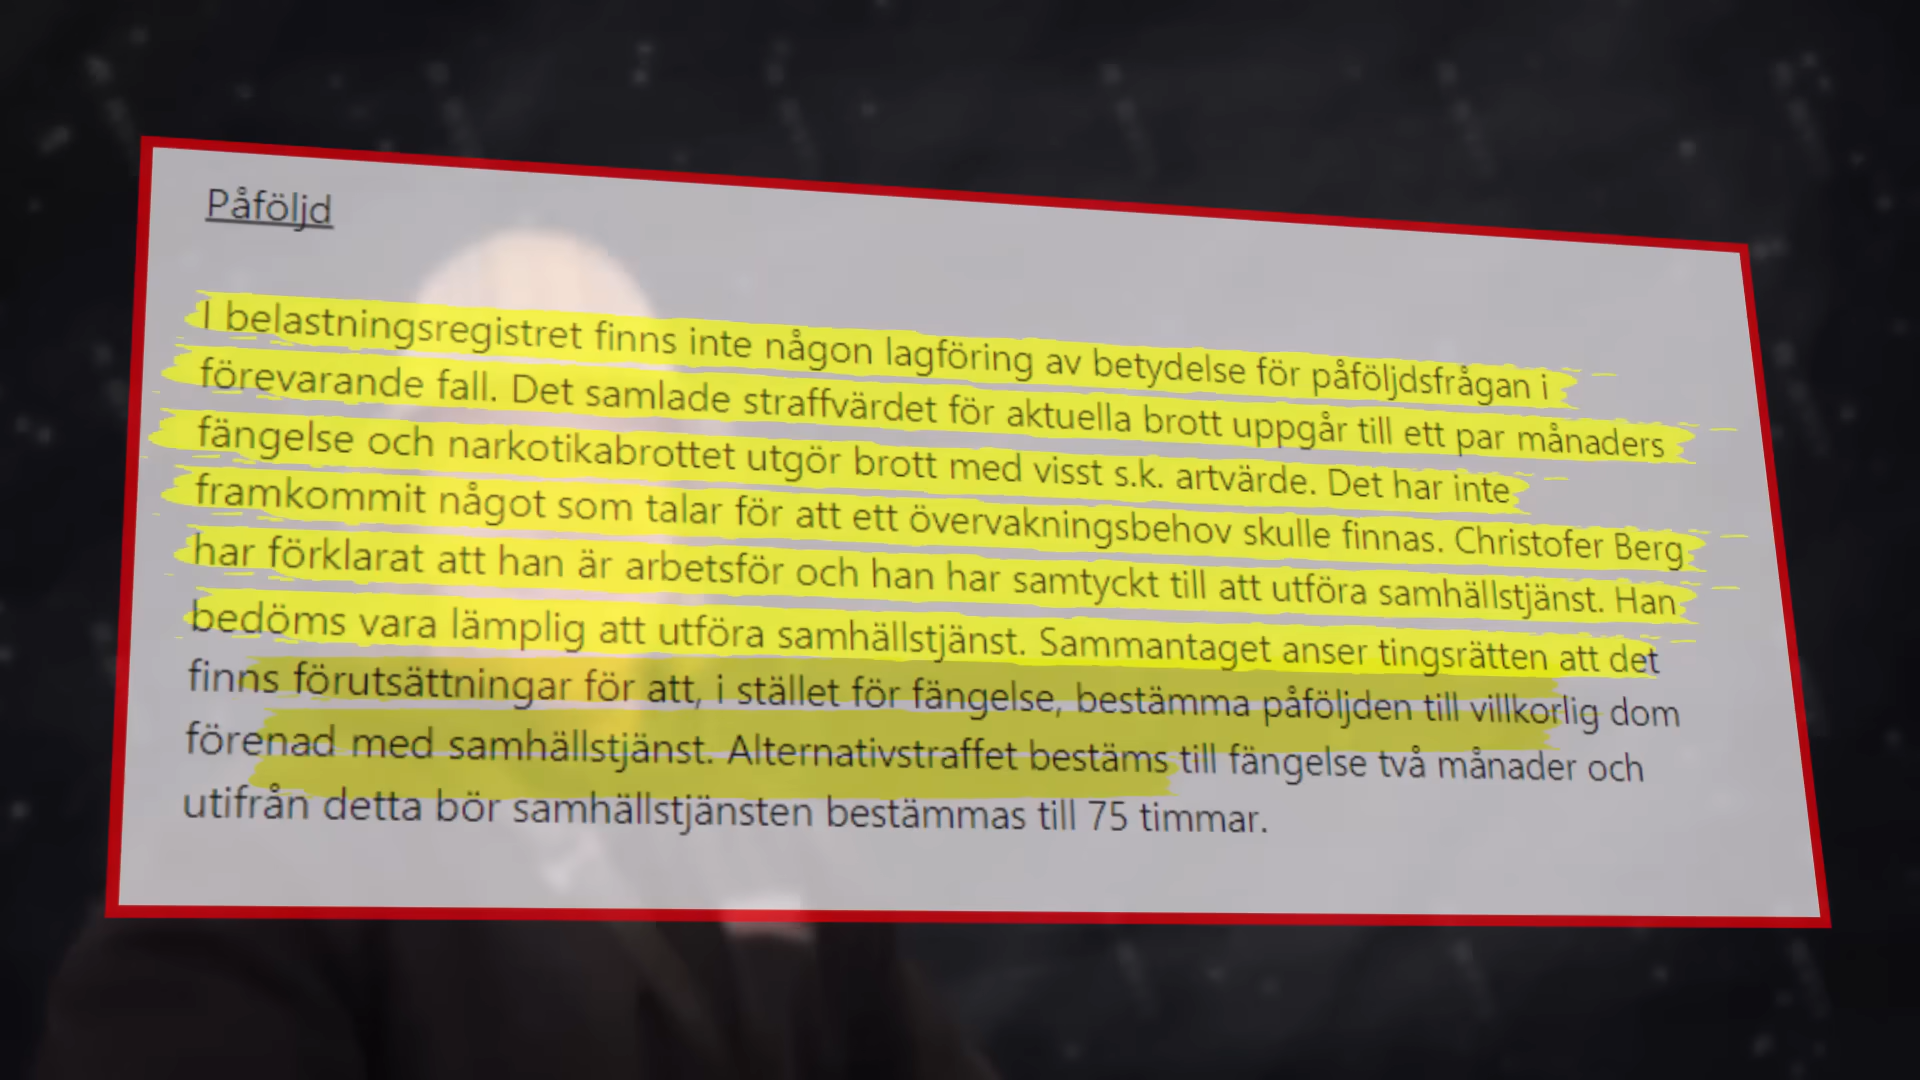 Påföljd
I belastningsregistret finns inte någon lagföring av betydelse för påföljdsfrågan i
förevarande fall. Det samlade straffvärdet för aktuella brott uppgår till ett par månaders
fängelse och narkotikabrottet utgör brott med visst s.k. artvärde. Det har inte
framkommit något som talar för att ett övervakningsbehov skulle finnas. Christofer Berg
har förklarat att han är arbetsför och han har samtyckt till att utföra samhällstjänst. Han
bedöms vara lämplig att utföra samhällstjänst. Sammantaget anser tingsrätten att det
finns förutsättningar för att, i stället för fängelse, bestämma påföljden till villkorlig dom
förenad med samhällstjänst. Alternativstraffet bestäms till fängelse två månader och
utifrån detta bör samhällstjänsten bestämmas till 75 timmar.